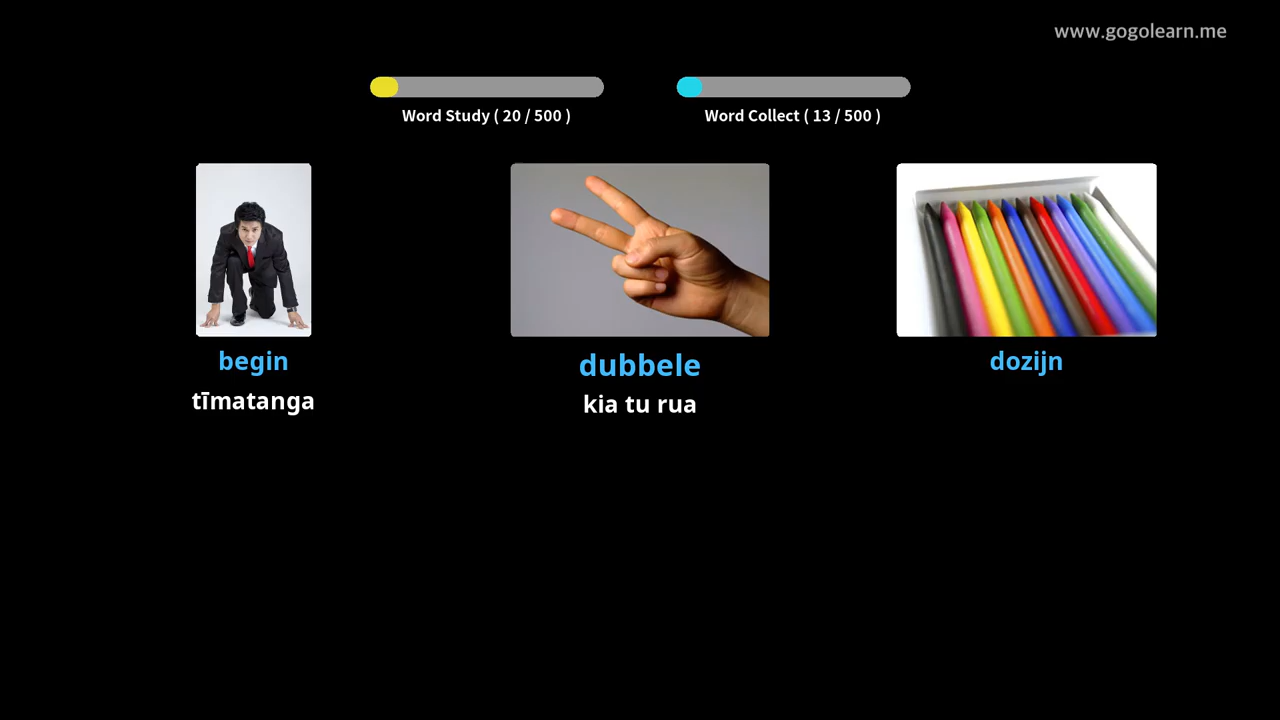 www.gogolearn.me
Word Study ( 20 / 500 )
Word Collect ( 13 / 500 )
begin
dubbele
dozijn
tīmatanga
kia tu rua